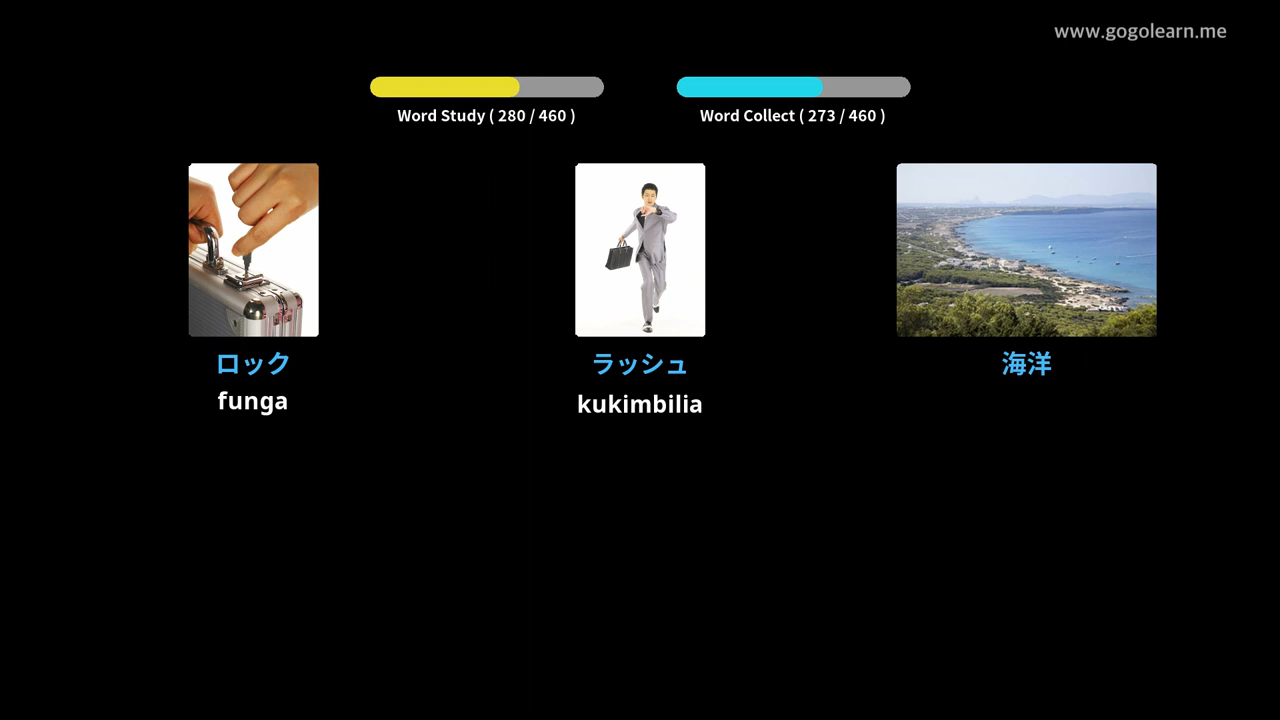 www.gogolearn.me
Word Study ( 280 / 460 )
Word Collect ( 273 / 460 )
ロック
funga
ラッシュ
kukimbilia
海洋